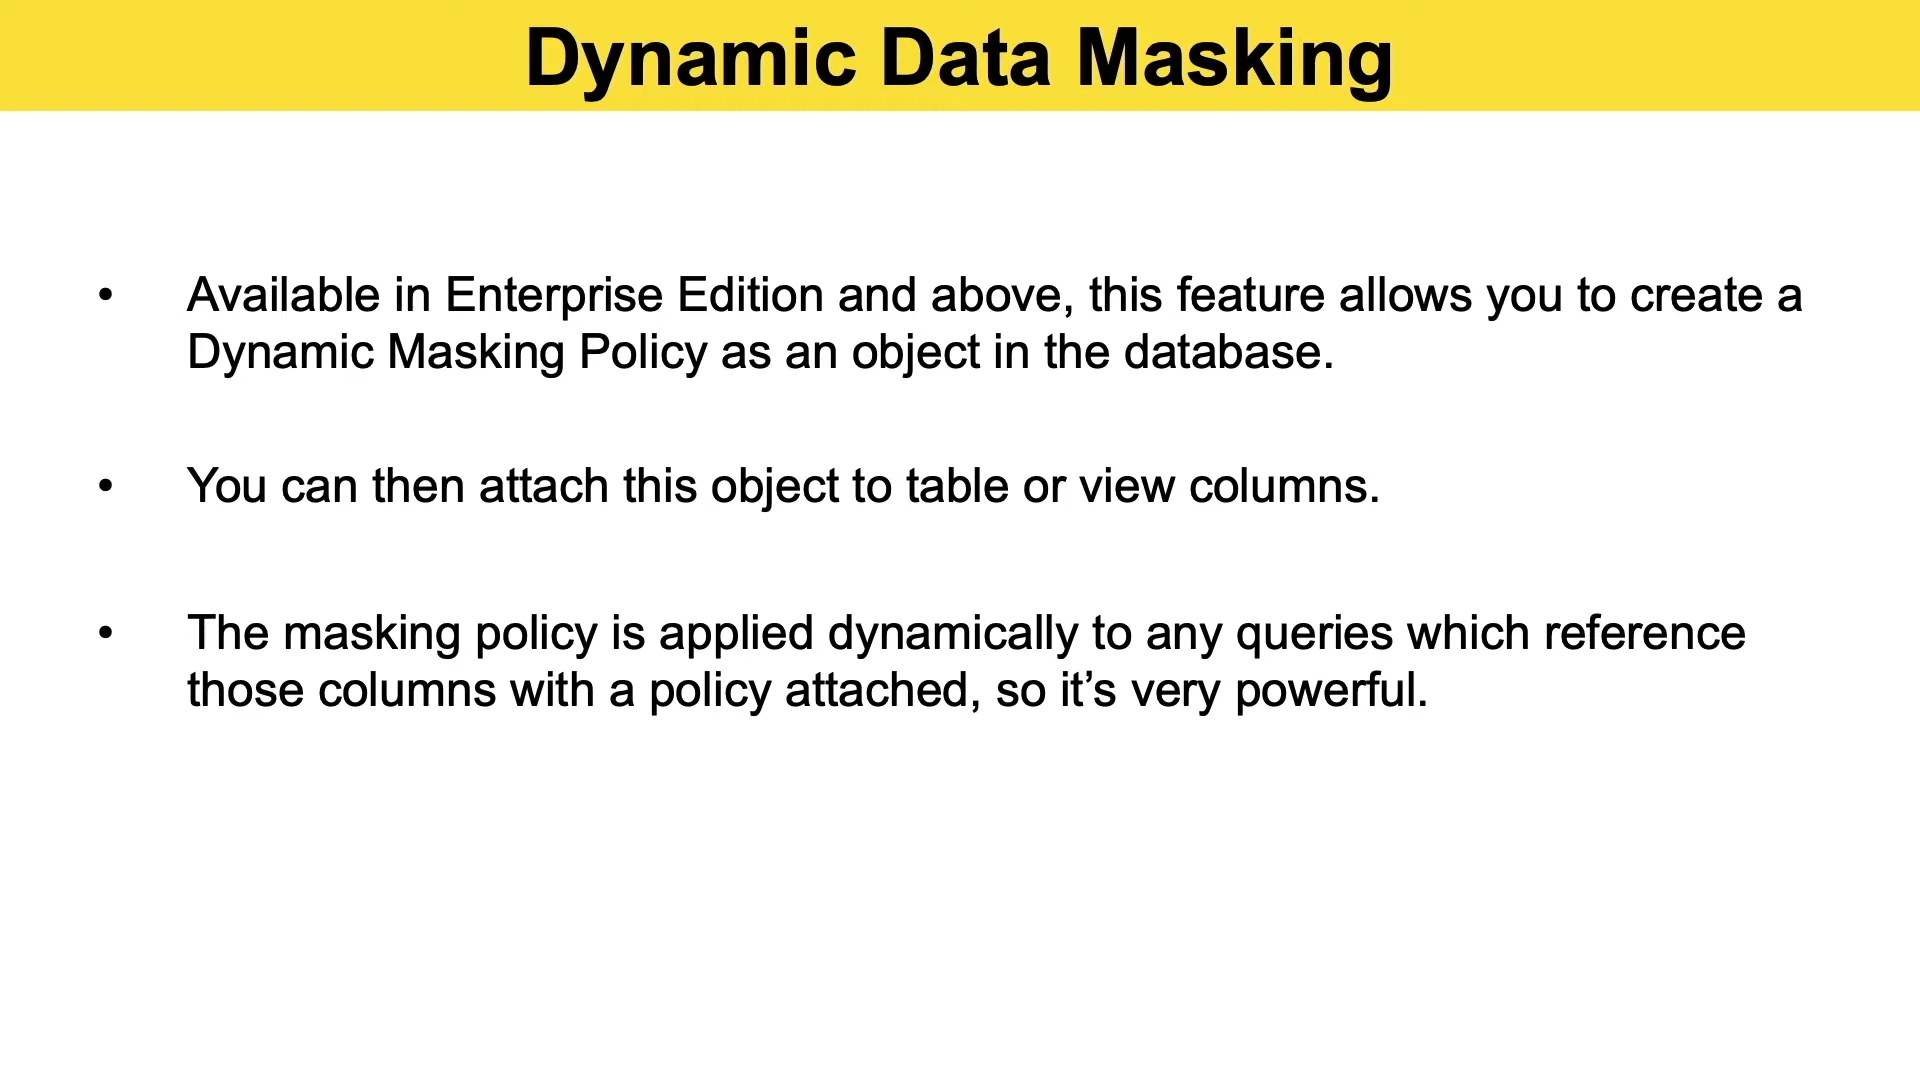 Dynamic Data Masking
• Available in Enterprise Edition and above, this feature allows you to create a
Dynamic Masking Policy as an object in the database.
• You can then attach this object to table or view columns.
• The masking policy is applied dynamically to any queries which reference
those columns with a policy attached, so it’s very powerful.